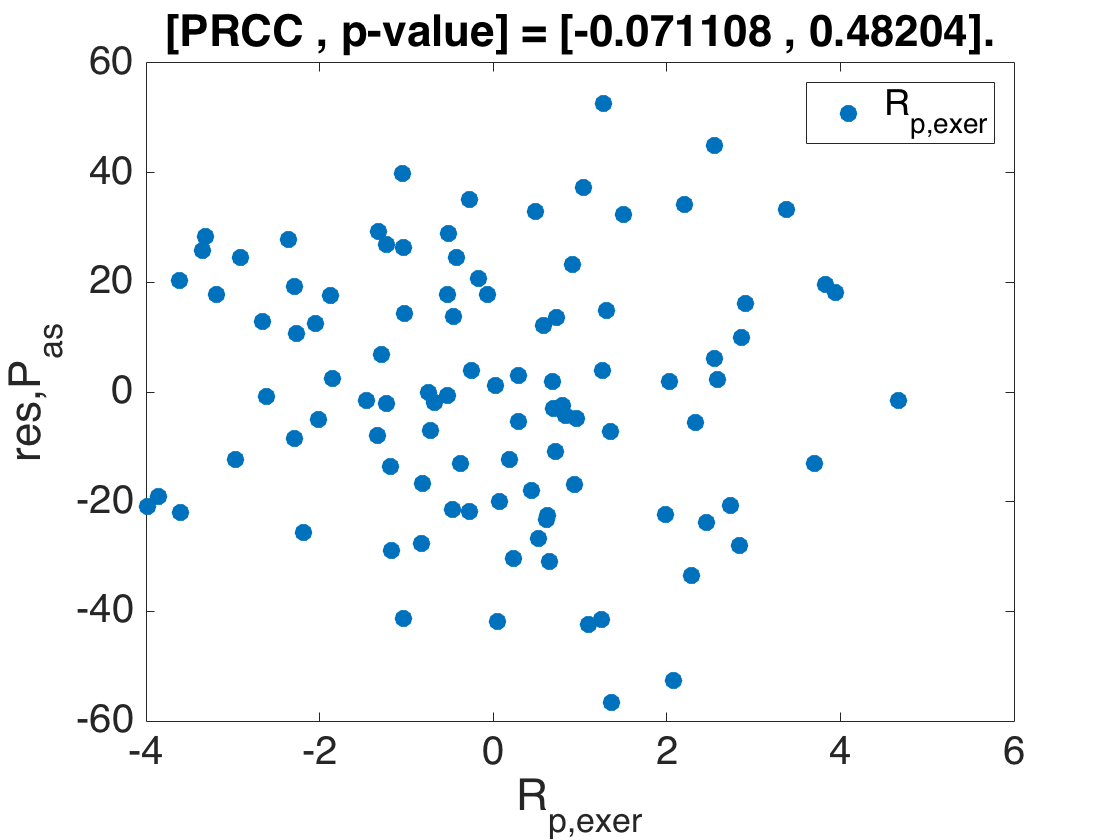 [PRCC , p-value] = [-0.071108 , 0.48204].
60
40
20
0
-20
-40
-60
res,P_as
R_p,exer
-4 -2 0 2 4 6
R_p,exer